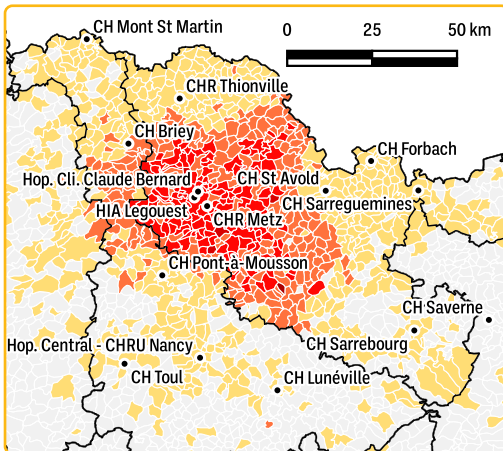 CH Mont St Martin
0 25 50 km
CHR Thionville
CH Briey
CH Forbach
Hop. Cli. Claude Bernard
CH St Avold
HIA Legouest
CH Sarreguemines
CHR Metz
CH Pont-à-Mousson
CH Saverne
Hop. Central - CHRU Nancy
CH Sarrebourg
CH Toul
CH Lunéville